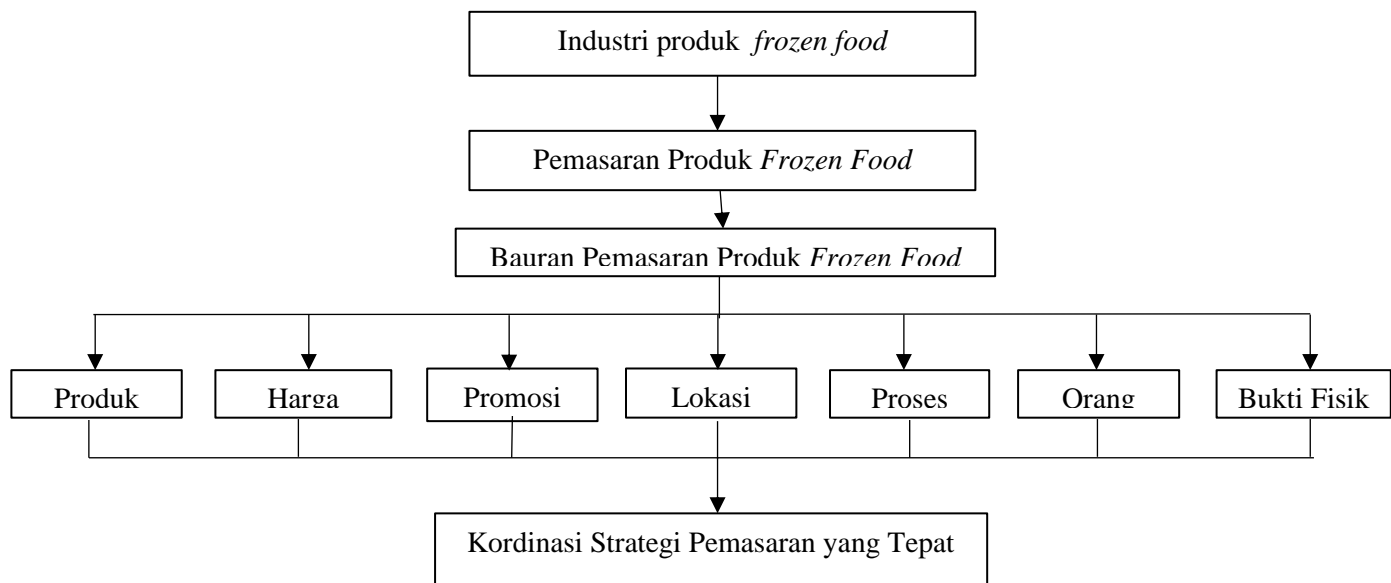 Industri produk frozen food
Pemasaran Produk Frozen Food
Bauran Pemasaran Produk Frozen Food
Produk Harga Promosi Lokasi Proses Orang Bukti Fisik
Kordinasi Strategi Pemasaran yang Tepat